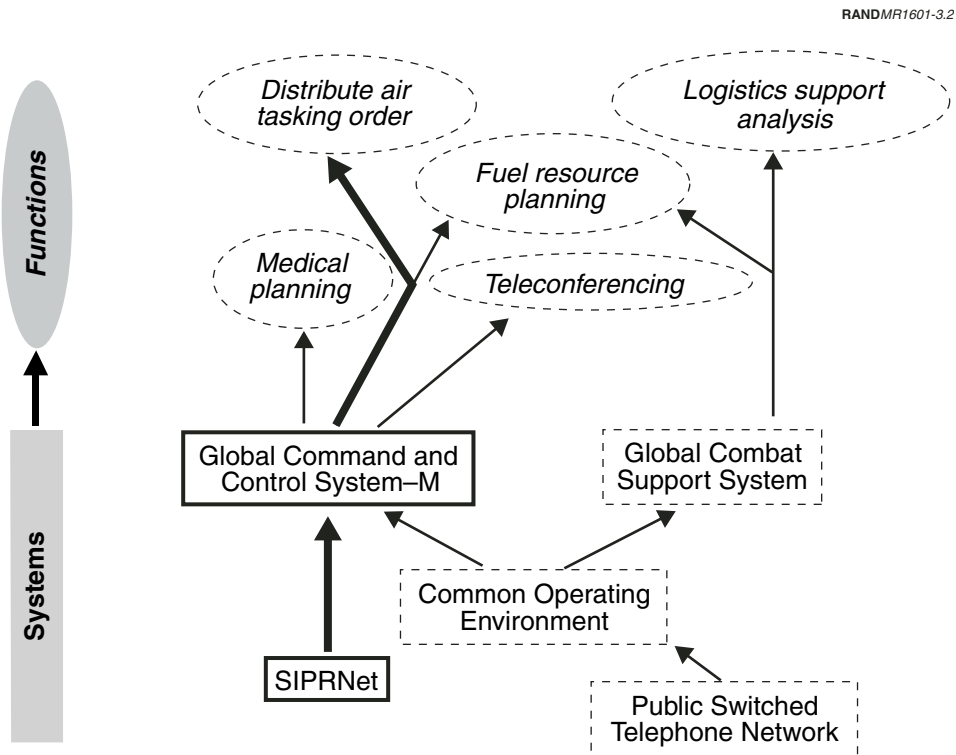 RANDMR1601-3.2
Distribute air
tasking order
Logistics support
analysis
Fuel resource
planning
Functions
Medical
planning
Teleconferencing
Global Command and
Control System–M
Global Combat
Support System
Systems
Common Operating
Environment
SIPRNet
Public Switched
Telephone Network